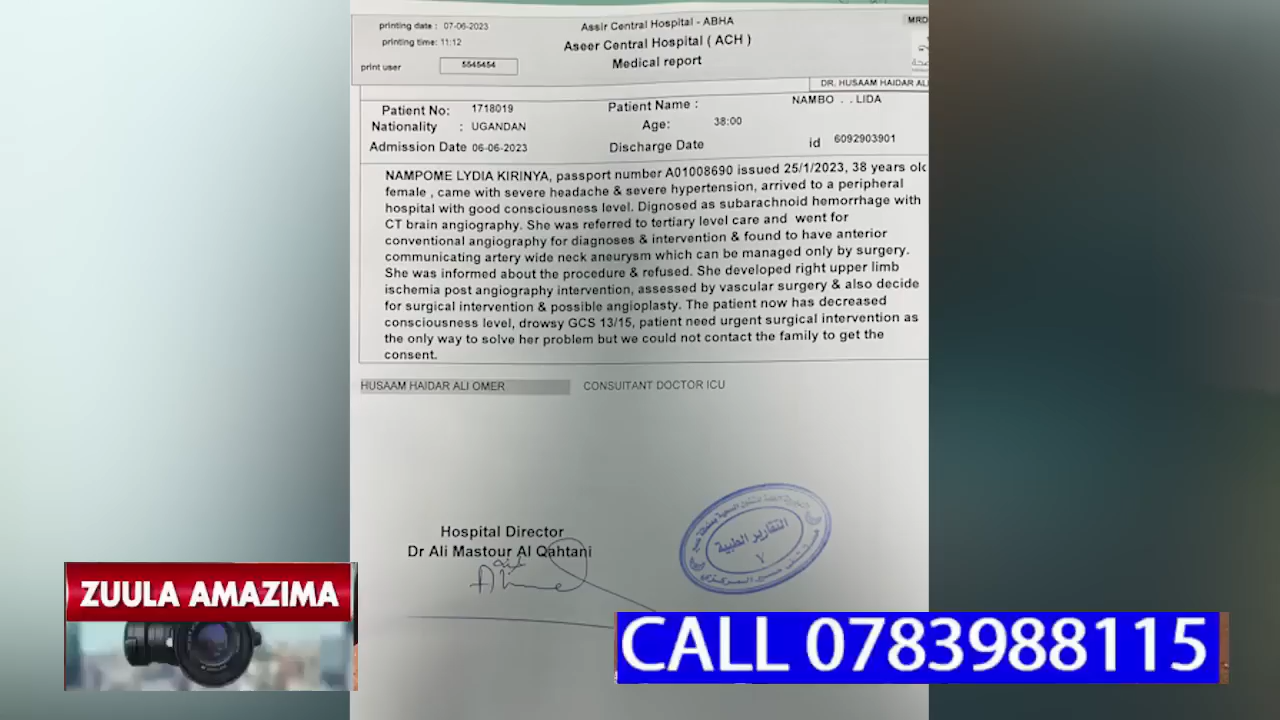 printing date : 07-06-2023
Assir Central Hospital - ABHA
MRD
printing time: 11:12
Aseer Central Hospital ( ACH )
print user
5545454
Medical report
DR. HUSAAM HAIDAR ALI
Patient No: 1718019
Patient Name : NAMBO . . LIDA
Nationality : UGANDAN
Age: 38:00
Admission Date 06-06-2023
Discharge Date
id 6092903901
NAMPOME LYDIA KIRINYA, passport number A01008690 issued 25/1/2023, 38 years old
female , came with severe headache & severe hypertension, arrived to a peripheral
hospital with good consciousness level. Dignosed as subarachnoid hemorrhage with
CT brain angiography. She was referred to tertiary level care and went for
conventional angiography for diagnoses & intervention & found to have anterior
communicating artery wide neck aneurysm which can be managed only by surgery.
She was informed about the procedure & refused. She developed right upper limb
ischemia post angiography intervention, assessed by vascular surgery & also decide
for surgical intervention & possible angioplasty. The patient now has decreased
consciousness level, drowsy GCS 13/15, patient need urgent surgical intervention as
the only way to solve her problem but we could not contact the family to get the
consent.
HUSAAM HAIDAR ALI OMER
CONSUITANT DOCTOR ICU
Hospital Director
Dr Ali Mastour Al Qahtani
التقارير الطبية
٧
ZUULA AMAZIMA
CALL 0783988115